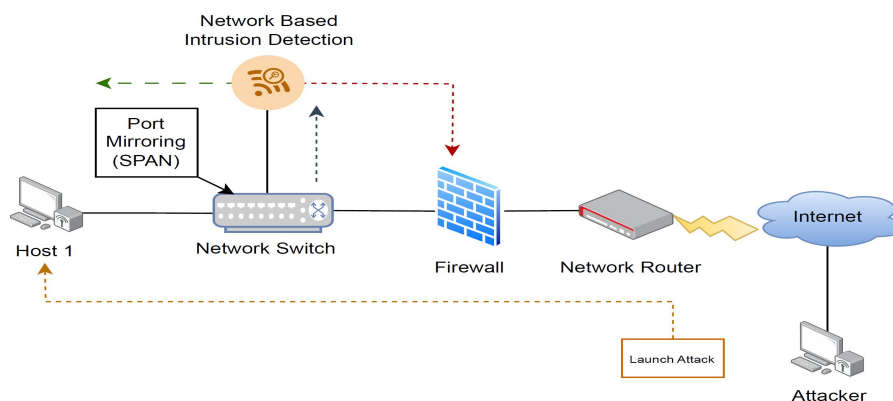 Network Based
Intrusion Detection
Port
Mirroring
(SPAN)
Host 1
Network Switch
Firewall
Network Router
Internet
Launch Attack
Attacker